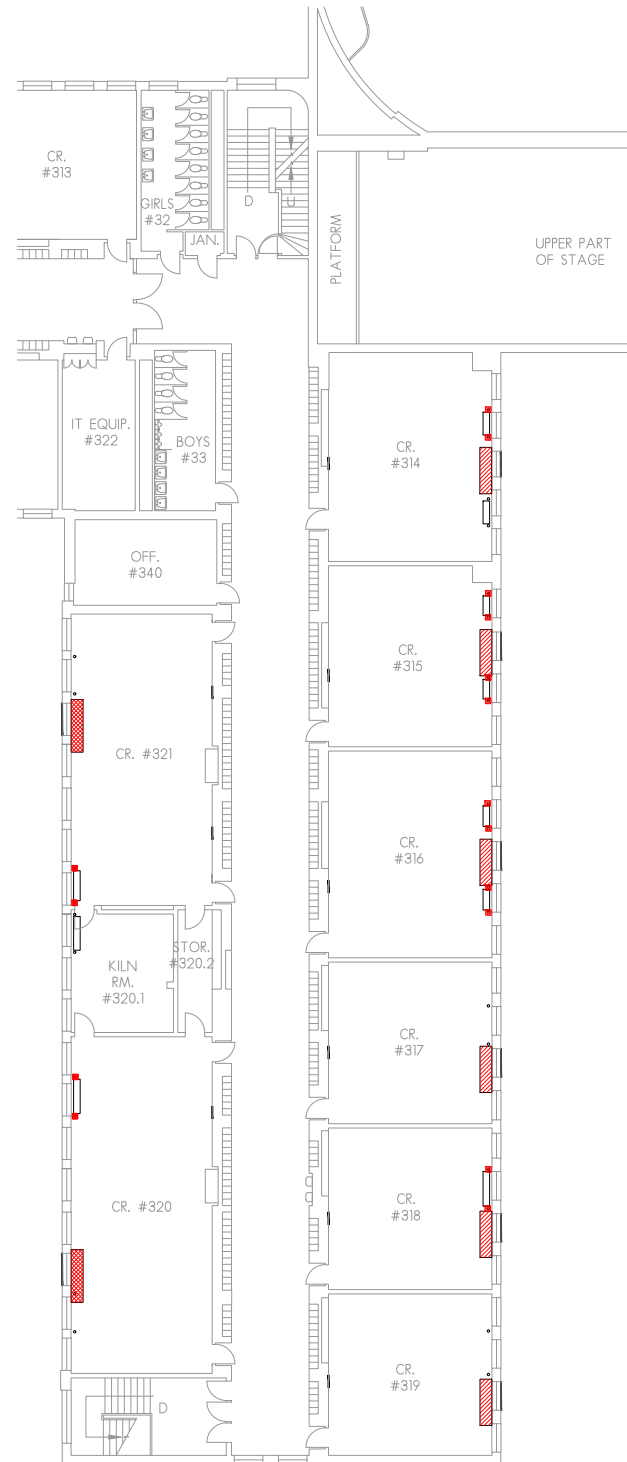 CR.
#313
GIRLS
#32
JAN.
D
U
PLATFORM
UPPER PART
OF STAGE
IT EQUIP.
#322
BOYS
#33
CR.
#314
OFF.
#340
CR.
#315
CR. #321
CR.
#316
STOR.
#320.2
KILN
RM.
#320.1
CR.
#317
CR. #320
CR.
#318
CR.
#319
D